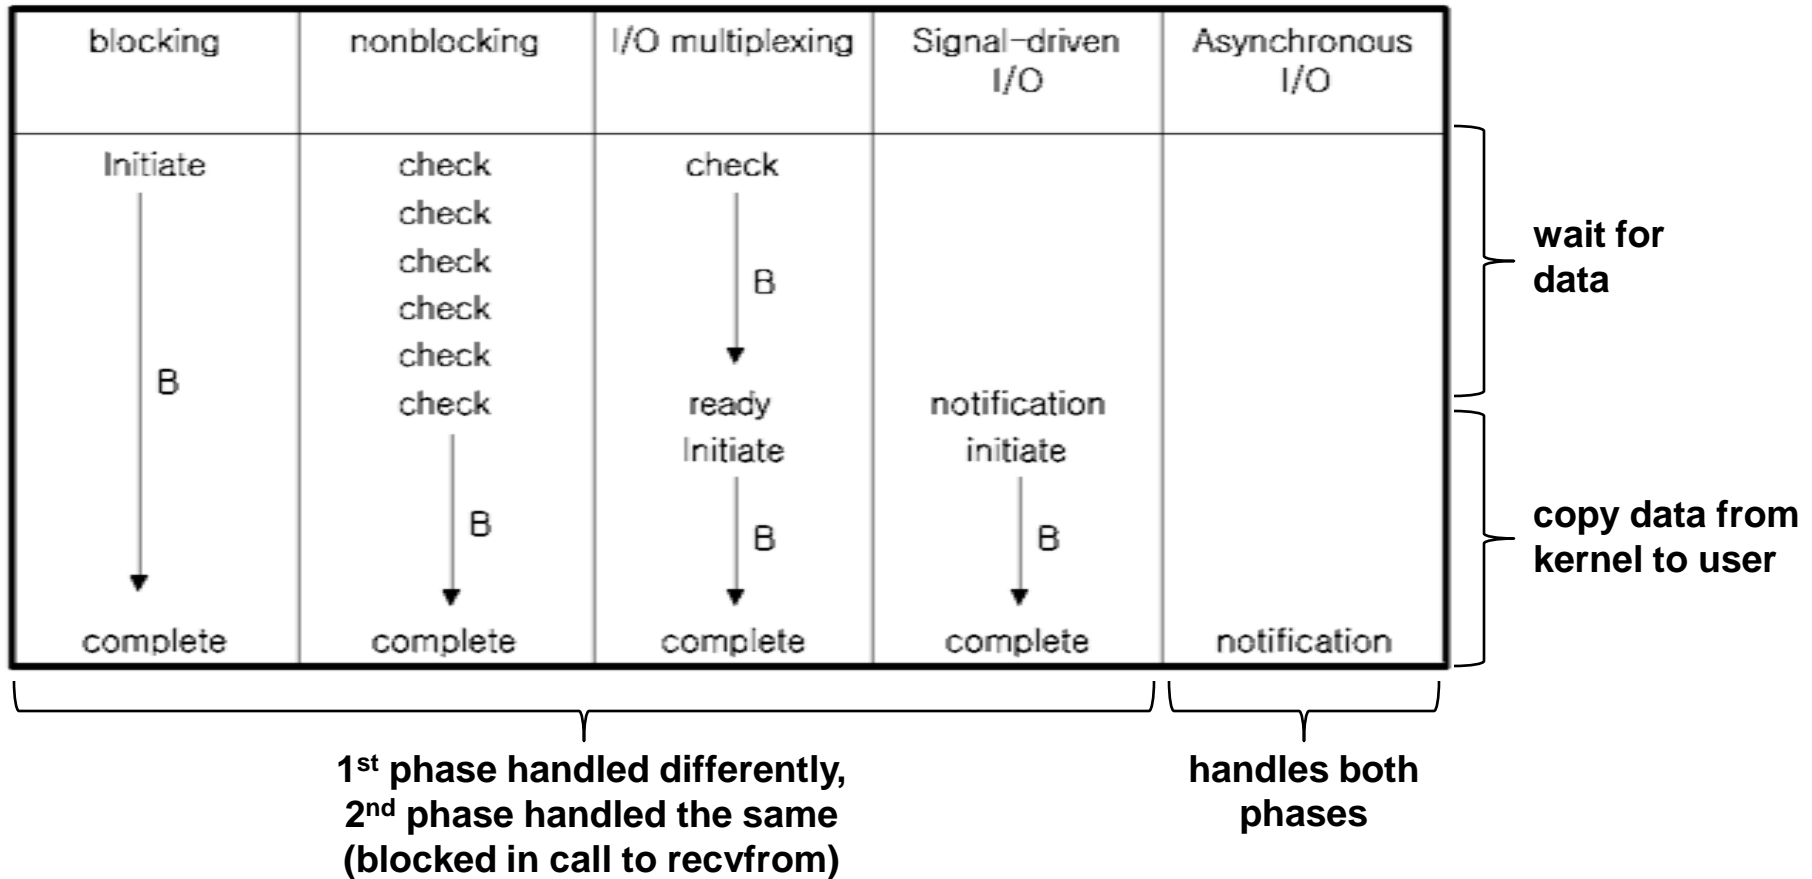 blocking
nonblocking
I/O multiplexing
Signal-driven
I/O
Asynchronous
I/O
Initiate
B
complete
check
check
check
check
check
check
B
complete
check
B
ready
Initiate
B
complete
notification
initiate
B
complete
notification
wait for
data
copy data from
kernel to user
1st phase handled differently,
2nd phase handled the same
(blocked in call to recvfrom)
handles both
phases